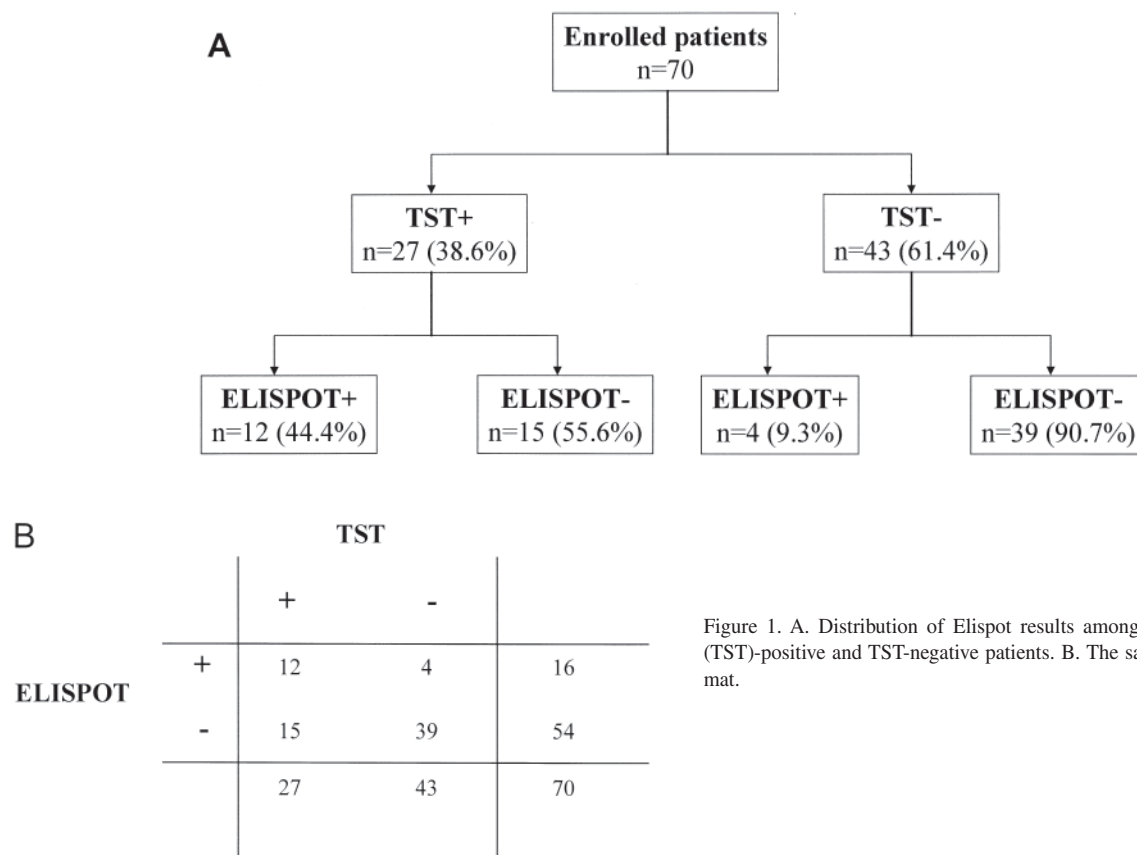 A
Enrolled patients
n=70
TST+
n=27 (38.6%)
TST-
n=43 (61.4%)
ELISPOT+
n=12 (44.4%)
ELISPOT-
n=15 (55.6%)
ELISPOT+
n=4 (9.3%)
ELISPOT-
n=39 (90.7%)
B
TST
+ -
+ 12 4 16
ELISPOT
- 15 39 54
27 43 70
Figure 1. A. Distribution of Elispot results among
(TST)-positive and TST-negative patients. B. The sa
mat.